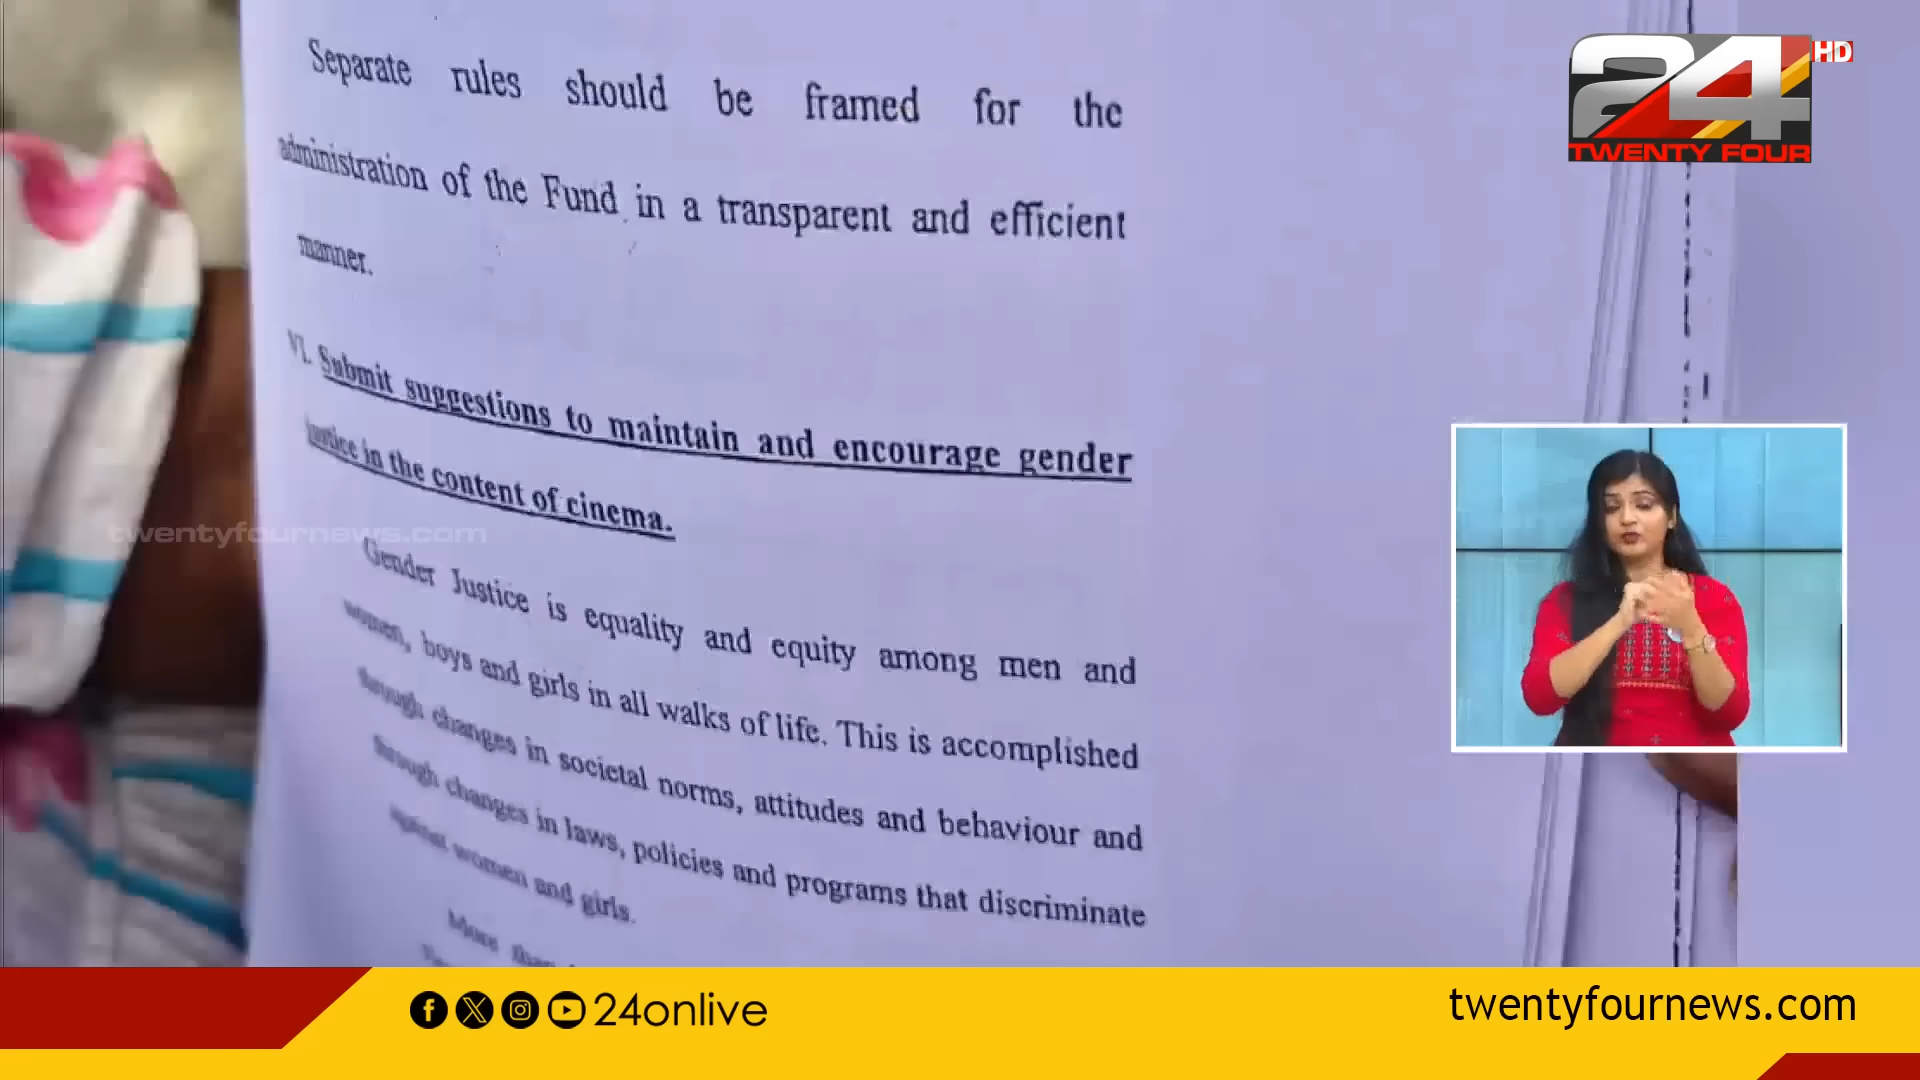 Separate rules should be framed for the
administration of the Fund in a transparent and efficient
manner.
VI. Submit suggestions to maintain and encourage gender
justice in the content of cinema.
Gender Justice is equality and equity among men and
women, boys and girls in all walks of life. This is accomplished
through changes in societal norms, attitudes and behaviour and
through changes in laws, policies and programs that discriminate
against women and girls.
More than
24 HD
TWENTY FOUR
twentyfournews.com
24onlive
twentyfournews.com